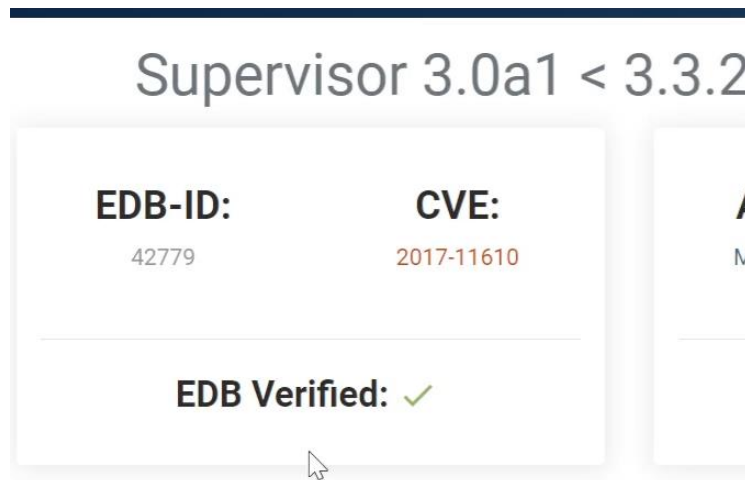 Supervisor 3.0a1 < 3.3.2
EDB-ID:
CVE:
42779
2017-11610
EDB Verified: